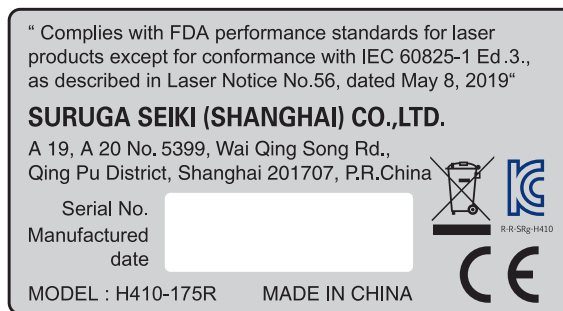 “ Complies with FDA performance standards for laser
products except for conformance with IEC 60825-1 Ed.3.,
as described in Laser Notice No.56, dated May 8, 2019“
SURUGA SEIKI (SHANGHAI) CO.,LTD.
A 19, A 20 No. 5399, Wai Qing Song Rd.,
Qing Pu District, Shanghai 201707, P.R.China
Serial No.
Manufactured
date
R-R-SRg-H410
MODEL : H410-175R MADE IN CHINA
CE